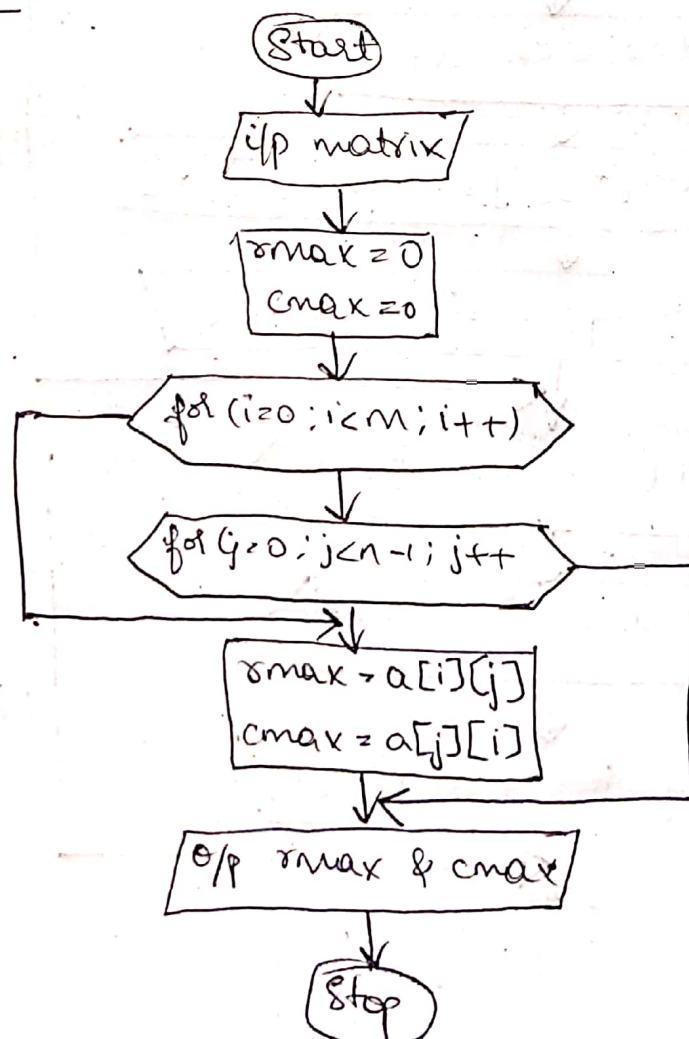 Start
i/p matrix
rmax = 0
cmax = 0
for (i=0; i<m; i++)
for (j=0; j<n-1; j++
rmax = a[i][j]
cmax = a[j][i]
o/p rmax & cmax
Stop